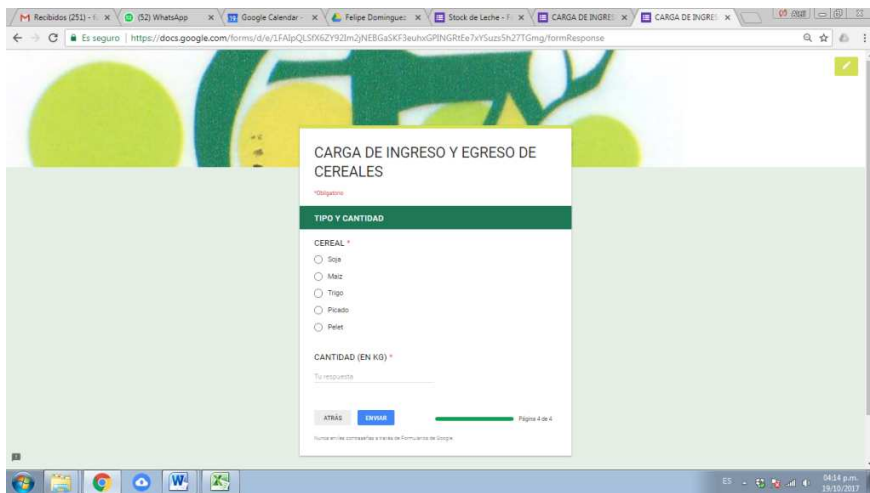 Recibidos (251) -
(52) WhatsApp
Google Calendar -
Felipe Dominguez
Stock de Leche -
CARGA DE INGRE
CARGA DE INGRE
Es seguro
https://docs.google.com/forms/d/e/1FAIpQLSfX6ZY92Im2jNEBGaSKF3euhxGPINGRtEe7xYSuzs5h27TGmg/formResponse
CARGA DE INGRESO Y EGRESO DE
CEREALES
*Obligatorio
TIPO Y CANTIDAD
CEREAL *
Soja
Maiz
Trigo
Picado
Pelet
CANTIDAD (EN KG) *
Tu respuesta
ATRÁS
ENVIAR
Página 4 de 4
Nunca envíes contraseñas a través de Formularios de Google.
ES
04:14 p.m.
19/10/2017